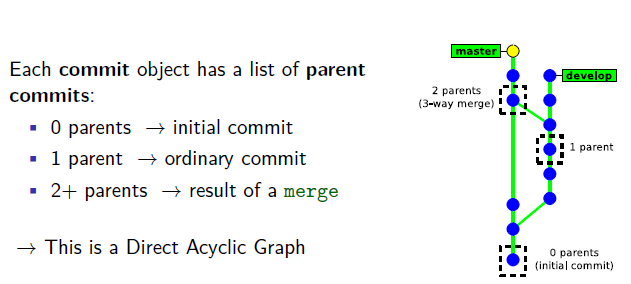 Each commit object has a list of parent
commits:
▪ 0 parents → initial commit
▪ 1 parent → ordinary commit
▪ 2+ parents → result of a merge
→ This is a Direct Acyclic Graph
master
develop
2 parents
(3-way merge)
1 parent
0 parents
(initial commit)